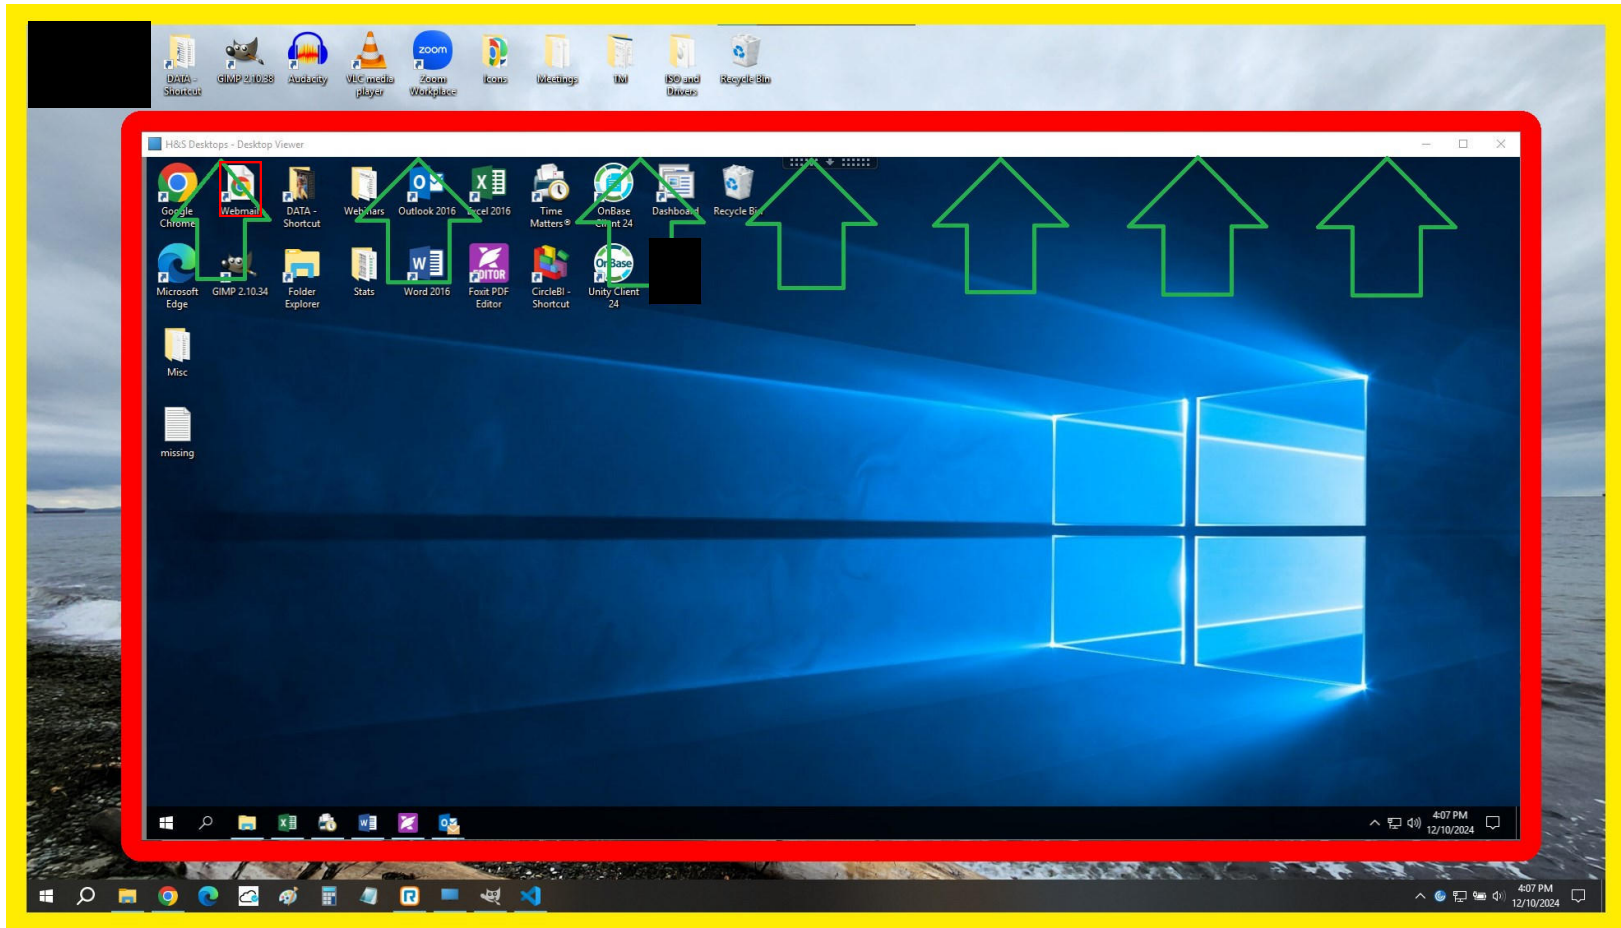 DATA - Shortcut
GIMP 2.10.38
Audacity
VLC media player
zoom
Zoom Workplace
Icons
Meetings
TM
ISO and Drivers
Recycle Bin
H&S Desktops - Desktop Viewer
Google Chrome
Webmail
DATA - Shortcut
Webinars
Outlook 2016
Excel 2016
Time Matters®
OnBase Client 24
Dashboard
Recycle Bin
Microsoft Edge
GIMP 2.10.34
Folder Explorer
Stats
Word 2016
EDITOR
Foxit PDF Editor
CircleBI - Shortcut
OnBase
Unity Client 24
Misc
missing
4:07 PM
12/10/2024
4:07 PM
12/10/2024